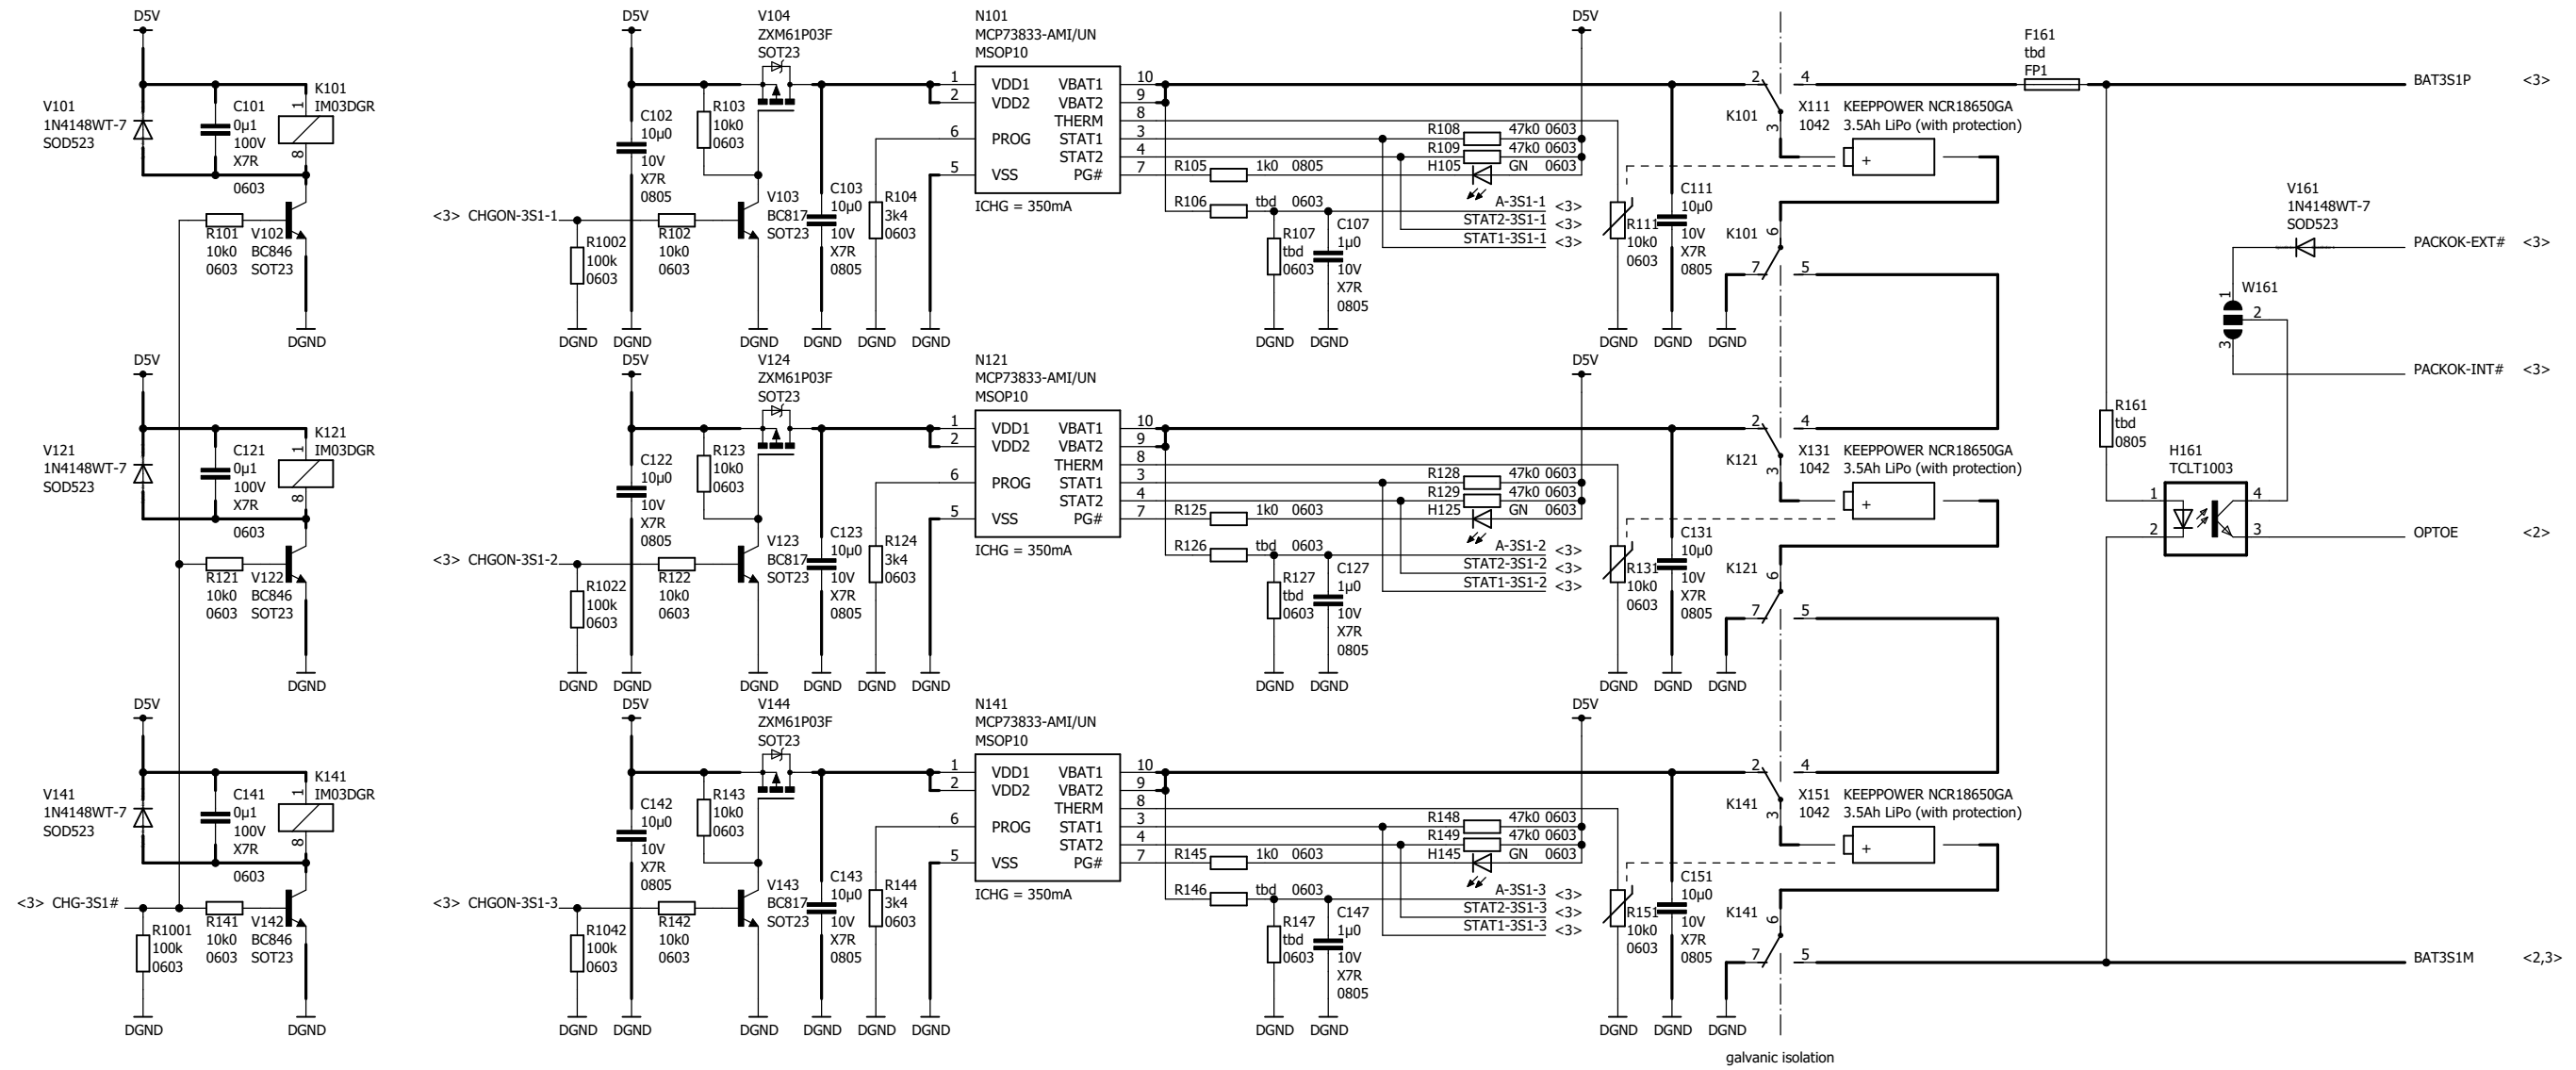 D5V
V101
1N4148WT-7
SOD523
C101
0µ1
100V
X7R
0603
K101
IM03DGR
1
8
R101
10k0
0603
V102
BC846
SOT23
DGND
D5V
V121
1N4148WT-7
SOD523
C121
0µ1
100V
X7R
0603
K121
IM03DGR
1
8
R121
10k0
0603
V122
BC846
SOT23
DGND
D5V
V141
1N4148WT-7
SOD523
C141
0µ1
100V
X7R
0603
K141
IM03DGR
1
8
<3> CHG-3S1#
R1001
100k
0603
R141
10k0
0603
V142
BC846
SOT23
DGND
DGND
D5V
V104
ZXM61P03F
SOT23
R103
10k0
0603
C102
10µ0
10V
X7R
0805
<3> CHGON-3S1-1
R1002
100k
0603
R102
10k0
0603
V103
BC817
SOT23
C103
10µ0
10V
X7R
0805
R104
3k4
0603
DGND
DGND
DGND
DGND
DGND
DGND
N101
MCP73833-AMI/UN
MSOP10
1
2
6
5
VDD1
VDD2
PROG
VSS
VBAT1
VBAT2
THERM
STAT1
STAT2
PG#
10
9
8
3
4
7
ICHG = 350mA
R105
1k0
0805
R106
tbd
0603
R107
tbd
0603
C107
1µ0
10V
X7R
0805
DGND
DGND
D5V
R108
47k0 0603
R109
47k0 0603
H105
GN
0603
A-3S1-1 <3>
STAT2-3S1-1 <3>
STAT1-3S1-1 <3>
R111
10k0
0603
C111
10µ0
10V
X7R
0805
DGND
DGND
DGND
2
4
K101
3
X111
1042
KEEPPOWER NCR18650GA
3.5Ah LiPo (with protection)
+
K101
6
7
5
D5V
V124
ZXM61P03F
SOT23
R123
10k0
0603
C122
10µ0
10V
X7R
0805
<3> CHGON-3S1-2
R1022
100k
0603
R122
10k0
0603
V123
BC817
SOT23
C123
10µ0
10V
X7R
0805
R124
3k4
0603
DGND
DGND
DGND
DGND
DGND
DGND
N121
MCP73833-AMI/UN
MSOP10
1
2
6
5
VDD1
VDD2
PROG
VSS
VBAT1
VBAT2
THERM
STAT1
STAT2
PG#
10
9
8
3
4
7
ICHG = 350mA
R125
1k0
0603
R126
tbd
0603
R127
tbd
0603
C127
1µ0
10V
X7R
0805
DGND
DGND
D5V
R128
47k0 0603
R129
47k0 0603
H125
GN
0603
A-3S1-2 <3>
STAT2-3S1-2 <3>
STAT1-3S1-2 <3>
R131
10k0
0603
C131
10µ0
10V
X7R
0805
DGND
DGND
DGND
2
4
K121
3
X131
1042
KEEPPOWER NCR18650GA
3.5Ah LiPo (with protection)
+
K121
6
7
5
D5V
V144
ZXM61P03F
SOT23
R143
10k0
0603
C142
10µ0
10V
X7R
0805
<3> CHGON-3S1-3
R1042
100k
0603
R142
10k0
0603
V143
BC817
SOT23
C143
10µ0
10V
X7R
0805
R144
3k4
0603
DGND
DGND
DGND
DGND
DGND
DGND
N141
MCP73833-AMI/UN
MSOP10
1
2
6
5
VDD1
VDD2
PROG
VSS
VBAT1
VBAT2
THERM
STAT1
STAT2
PG#
10
9
8
3
4
7
ICHG = 350mA
R145
1k0
0603
R146
tbd
0603
R147
tbd
0603
C147
1µ0
10V
X7R
0805
DGND
DGND
D5V
R148
47k0 0603
R149
47k0 0603
H145
GN
0603
A-3S1-3 <3>
STAT2-3S1-3 <3>
STAT1-3S1-3 <3>
R151
10k0
0603
C151
10µ0
10V
X7R
0805
DGND
DGND
DGND
2
4
K141
3
X151
1042
KEEPPOWER NCR18650GA
3.5Ah LiPo (with protection)
+
K141
6
7
5
galvanic isolation
F161
tbd
FP1
BAT3S1P <3>
V161
1N4148WT-7
SOD523
PACKOK-EXT# <3>
W161
1
2
3
PACKOK-INT# <3>
R161
tbd
0805
H161
TCLT1003
1
2
4
3
OPTOE <2>
BAT3S1M <2,3>